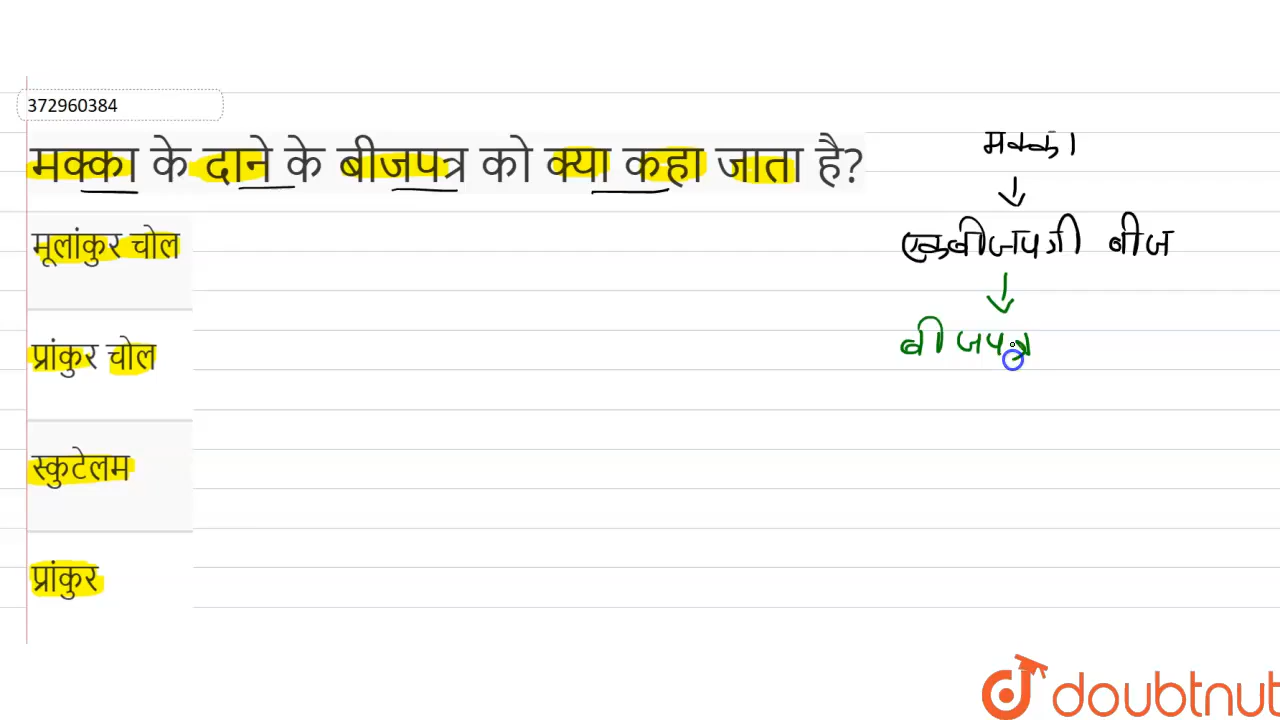 372960384
मक्का के दाने के बीजपत्र को क्या कहा जाता है?
मूलांकुर चोल
प्रांकुर चोल
स्कुटेलम
प्रांकुर
मक्का
एकबीजपत्री बीज
बीजपत्र
doubtnut